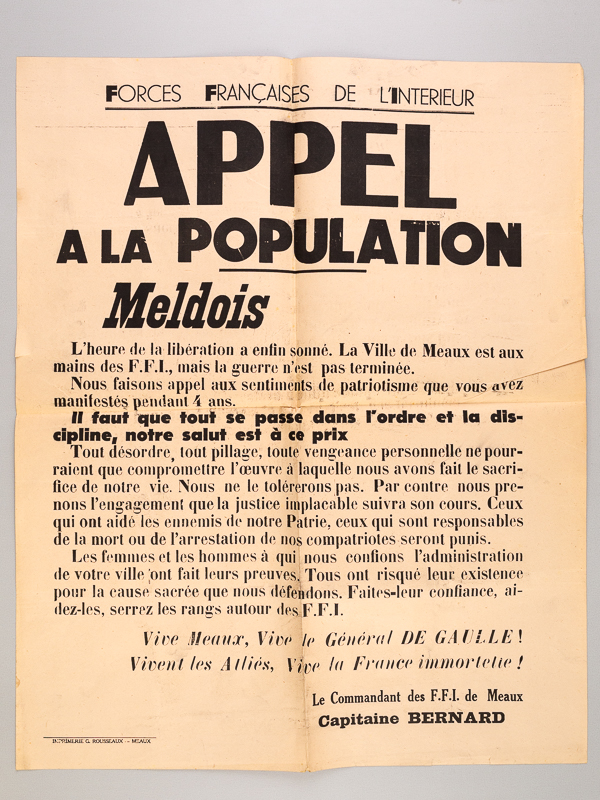 FORCES FRANÇAISES DE L'INTERIEUR
APPEL
A LA POPULATION
Meldois
L'heure de la libération a enfin sonné. La Ville de Meaux est aux
mains des F.F.I., mais la guerre n'est pas terminée.
Nous faisons appel aux sentiments de patriotisme que vous avez
manifestés pendant 4 ans.
Il faut que tout se passe dans l'ordre et la dis-
cipline, notre salut est à ce prix
Tout désordre, tout pillage, toute vengeance personnelle ne pour-
raient que compromettre l'œuvre à laquelle nous avons fait le sacri-
fice de notre vie. Nous ne le tolérerons pas. Par contre nous pre-
nons l'engagement que la justice implacable suivra son cours. Ceux
qui ont aidé les ennemis de notre Patrie, ceux qui sont responsables
de la mort ou de l'arrestation de nos compatriotes seront punis.
Les femmes et les hommes à qui nous confions l'administration
de votre ville ont fait leurs preuves. Tous ont risqué leur existence
pour la cause sacrée que nous défendons. Faites-leur confiance, ai-
dez-les, serrez les rangs autour des F.F.I.
Vive Meaux, Vive le Général DE GAULLE !
Vivent les Alliés, Vive la France immortelle !
Le Commandant des F.F.I. de Meaux
Capitaine BERNARD
IMPRIMERIE G. ROUSSEAUX -- MEAUX